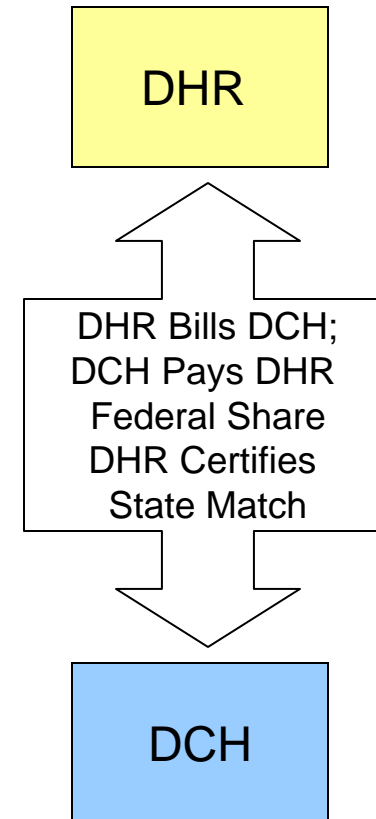 DHR
DHR Bills DCH;
DCH Pays DHR
Federal Share
DHR Certifies
State Match
DCH